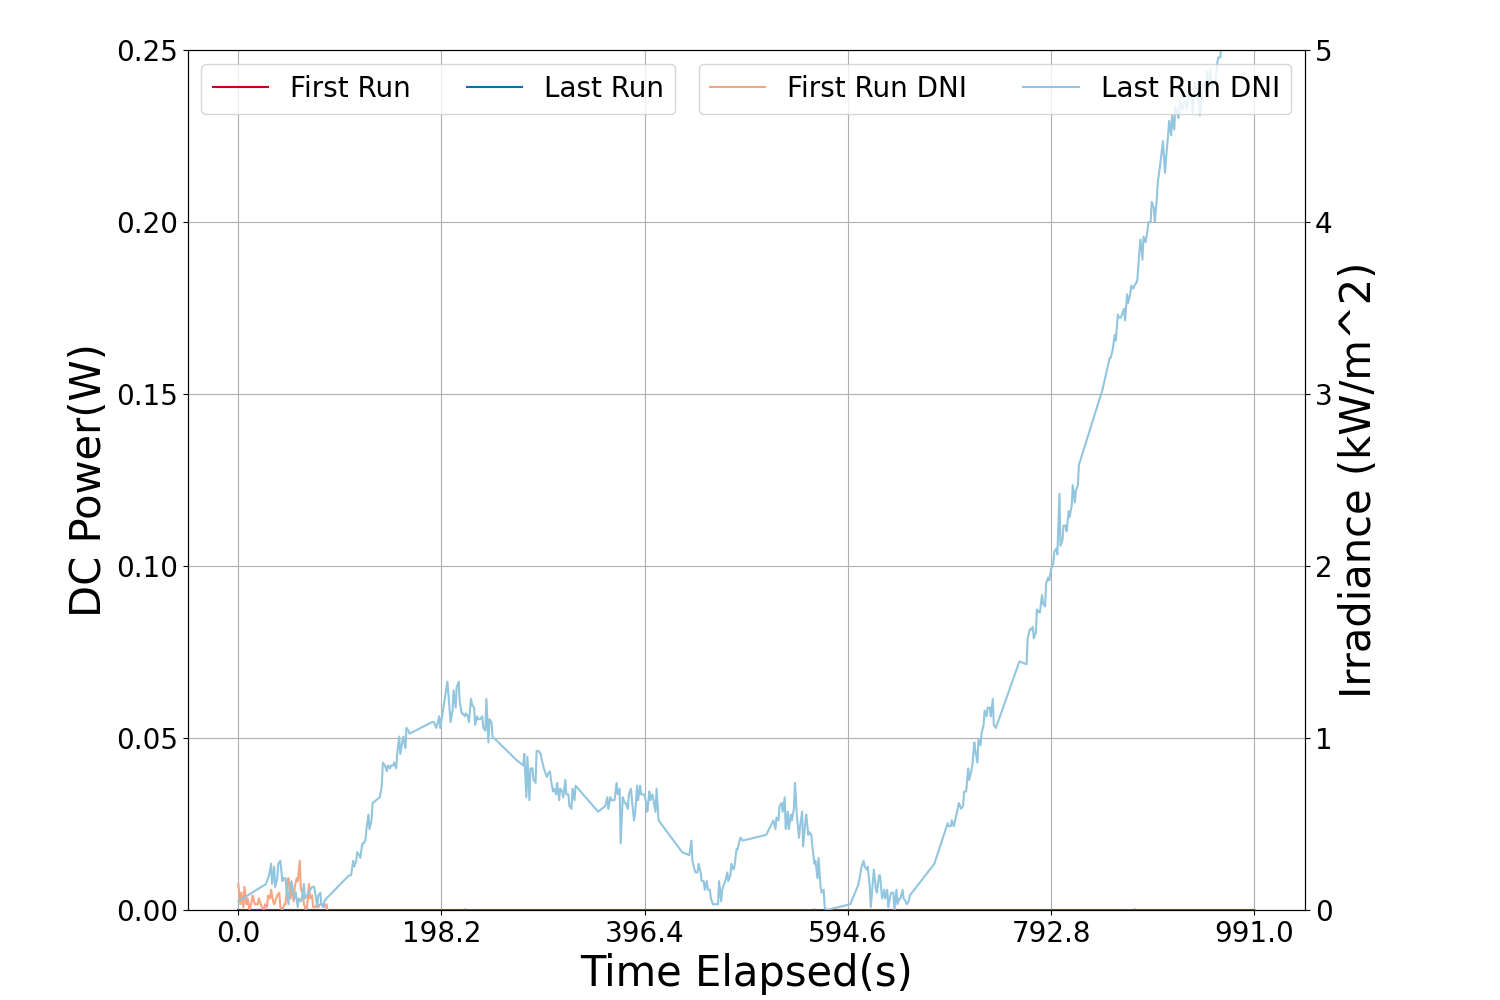 First Run
Last Run
First Run DNI
Last Run DNI
DC Power(W)
0.25
0.20
0.15
0.10
0.05
0.00
5
4
3
2
1
0
Irradiance (kW/m^2)
0.0
198.2
396.4
594.6
792.8
991.0
Time Elapsed(s)